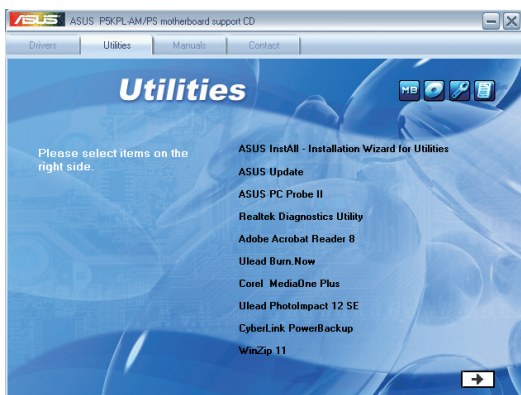 ASUS ASUS P5KPL-AM/PS motherboard support CD
Drivers Utilities Manuals Contact
Utilities
MB
Please select items on the
right side.
ASUS InstAll - Installation Wizard for Utilities
ASUS Update
ASUS PC Probe II
Realtek Diagnostics Utility
Adobe Acrobat Reader 8
Ulead Burn.Now
Corel MediaOne Plus
Ulead PhotoImpact 12 SE
CyberLink PowerBackup
WinZip 11